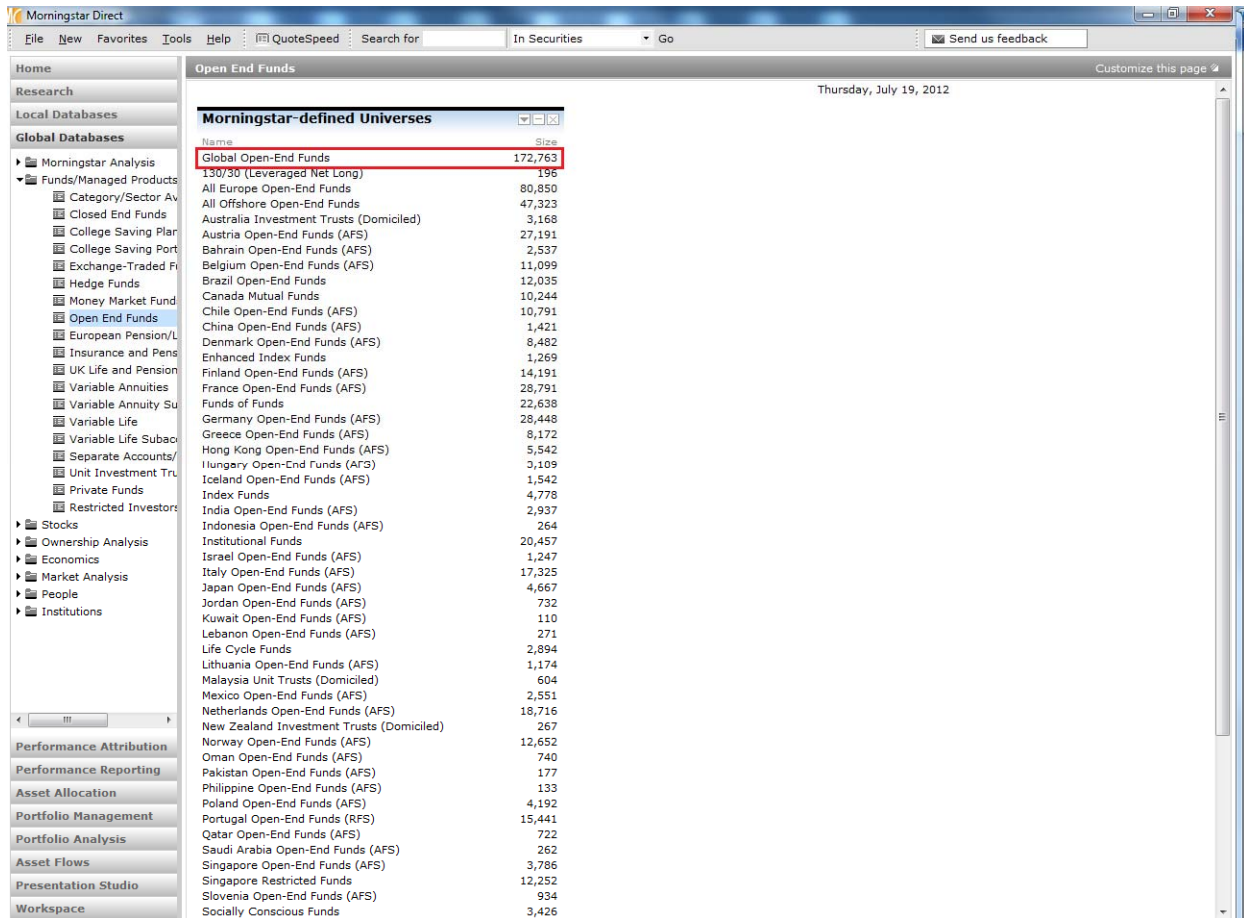 Morningstar Direct
File New Favorites Tools Help QuoteSpeed Search for In Securities Go Send us feedback
Home
Research
Local Databases
Global Databases
Morningstar Analysis
Funds/Managed Products
Category/Sector Av
Closed End Funds
College Saving Plan
College Saving Port
Exchange-Traded F
Hedge Funds
Money Market Fund
Open End Funds
European Pension/L
Insurance and Pens
UK Life and Pension
Variable Annuities
Variable Annuity Su
Variable Life
Variable Life Subac
Separate Accounts/
Unit Investment Tru
Private Funds
Restricted Investors
Stocks
Ownership Analysis
Economics
Market Analysis
People
Institutions
Performance Attribution
Performance Reporting
Asset Allocation
Portfolio Management
Portfolio Analysis
Asset Flows
Presentation Studio
Workspace
Open End Funds Customize this page
Thursday, July 19, 2012
Morningstar-defined Universes
Name Size
Global Open-End Funds 172,763
130/30 (Leveraged Net Long) 196
All Europe Open-End Funds 80,850
All Offshore Open-End Funds 47,323
Australia Investment Trusts (Domiciled) 3,168
Austria Open-End Funds (AFS) 27,191
Bahrain Open-End Funds (AFS) 2,537
Belgium Open-End Funds (AFS) 11,099
Brazil Open-End Funds 12,035
Canada Mutual Funds 10,244
Chile Open-End Funds (AFS) 10,791
China Open-End Funds (AFS) 1,421
Denmark Open-End Funds (AFS) 8,482
Enhanced Index Funds 1,269
Finland Open-End Funds (AFS) 14,191
France Open-End Funds (AFS) 28,791
Funds of Funds 22,638
Germany Open-End Funds (AFS) 28,448
Greece Open-End Funds (AFS) 8,172
Hong Kong Open-End Funds (AFS) 5,542
Hungary Open-End Funds (AFS) 3,109
Iceland Open-End Funds (AFS) 1,542
Index Funds 4,778
India Open-End Funds (AFS) 2,937
Indonesia Open-End Funds (AFS) 264
Institutional Funds 20,457
Israel Open-End Funds (AFS) 1,247
Italy Open-End Funds (AFS) 17,325
Japan Open-End Funds (AFS) 4,667
Jordan Open-End Funds (AFS) 732
Kuwait Open-End Funds (AFS) 110
Lebanon Open-End Funds (AFS) 271
Life Cycle Funds 2,894
Lithuania Open-End Funds (AFS) 1,174
Malaysia Unit Trusts (Domiciled) 604
Mexico Open-End Funds (AFS) 2,551
Netherlands Open-End Funds (AFS) 18,716
New Zealand Investment Trusts (Domiciled) 267
Norway Open-End Funds (AFS) 12,652
Oman Open-End Funds (AFS) 740
Pakistan Open-End Funds (AFS) 177
Philippine Open-End Funds (AFS) 133
Poland Open-End Funds (AFS) 4,192
Portugal Open-End Funds (RFS) 15,441
Qatar Open-End Funds (AFS) 722
Saudi Arabia Open-End Funds (AFS) 262
Singapore Open-End Funds (AFS) 3,786
Singapore Restricted Funds 12,252
Slovenia Open-End Funds (AFS) 934
Socially Conscious Funds 3,426